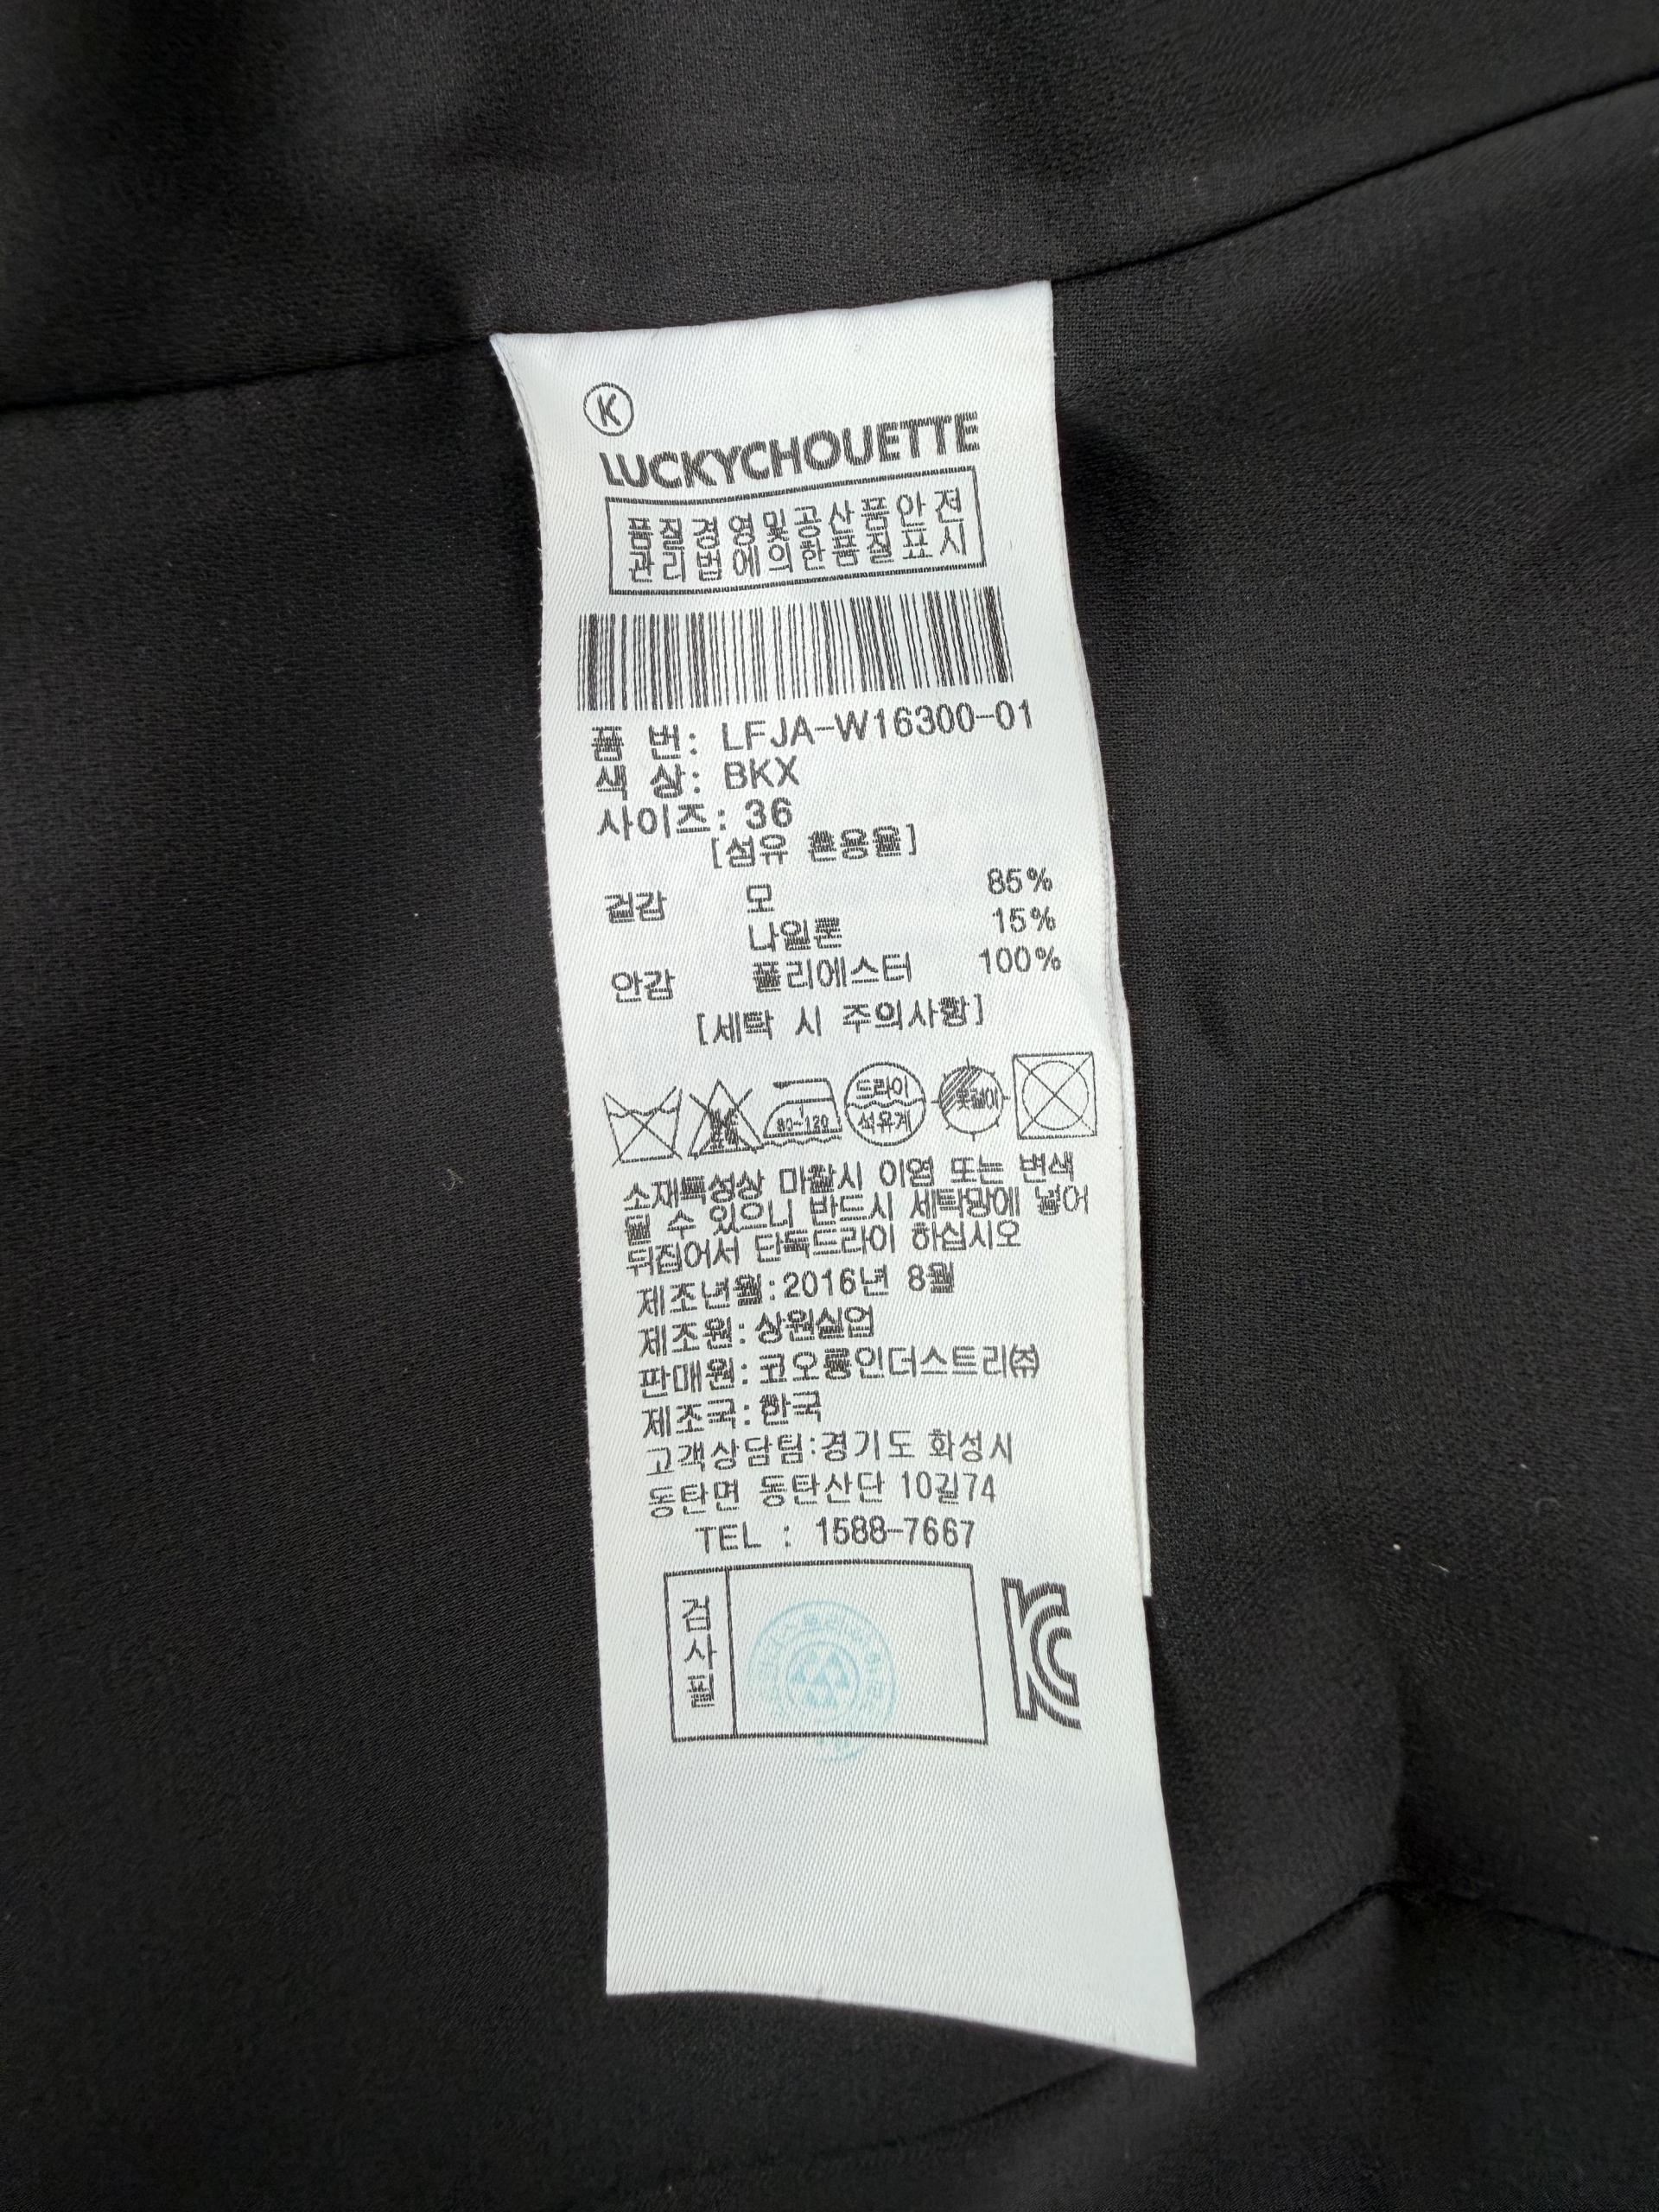 K
LUCKYCHOUETTE
품질경영및공산품안전
관리법에의한품질표시
품 번: LFJA-W16300-01
색 상: BKX
사이즈: 36
[섬유 혼용율]
겉감 모 85%
나일론 15%
안감 폴리에스터 100%
[세탁 시 주의사항]
80~120
드라이
석유계
옷걸이
소재특성상 마찰시 이염 또는 변색
될 수 있으니 반드시 세탁망에 넣어
뒤집어서 단독드라이 하십시오
제조년월:2016년 8월
제조원:상원실업
판매원:코오롱인더스트리㈜
제조국:한국
고객상담팀:경기도 화성시
동탄면 동탄산단 10길74
TEL : 1588-7667
검사필